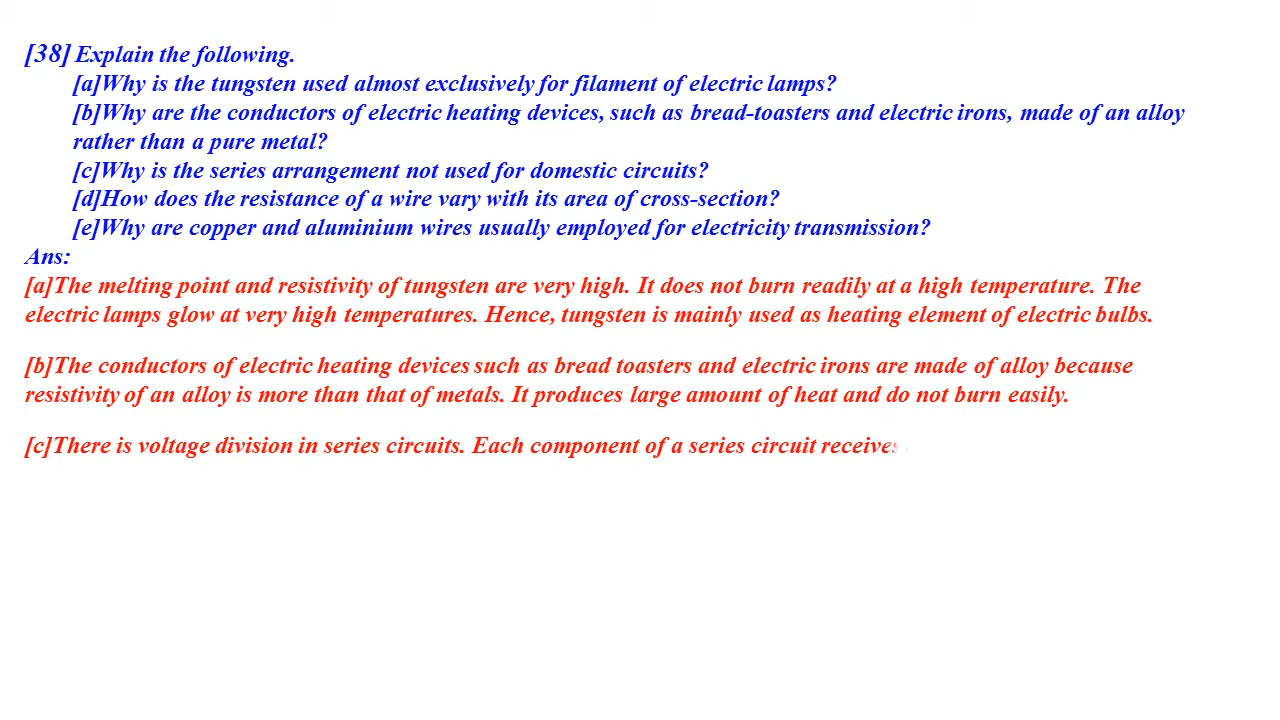 [38] Explain the following.
[a]Why is the tungsten used almost exclusively for filament of electric lamps?
[b]Why are the conductors of electric heating devices, such as bread-toasters and electric irons, made of an alloy
rather than a pure metal?
[c]Why is the series arrangement not used for domestic circuits?
[d]How does the resistance of a wire vary with its area of cross-section?
[e]Why are copper and aluminium wires usually employed for electricity transmission?
Ans:
[a]The melting point and resistivity of tungsten are very high. It does not burn readily at a high temperature. The
electric lamps glow at very high temperatures. Hence, tungsten is mainly used as heating element of electric bulbs.
[b]The conductors of electric heating devices such as bread toasters and electric irons are made of alloy because
resistivity of an alloy is more than that of metals. It produces large amount of heat and do not burn easily.
[c]There is voltage division in series circuits. Each component of a series circuit receives